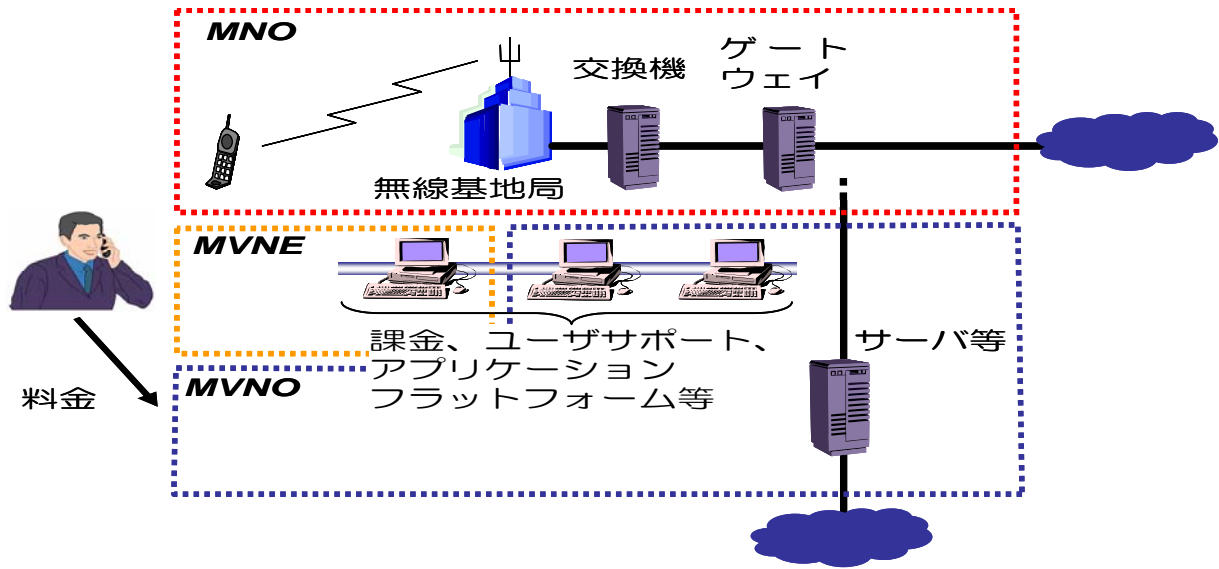 MNO
交換機
ゲート
ウェイ
無線基地局
MVNE
課金、ユーザサポート、
アプリケーション
フラットフォーム等
サーバ等
MVNO
料金